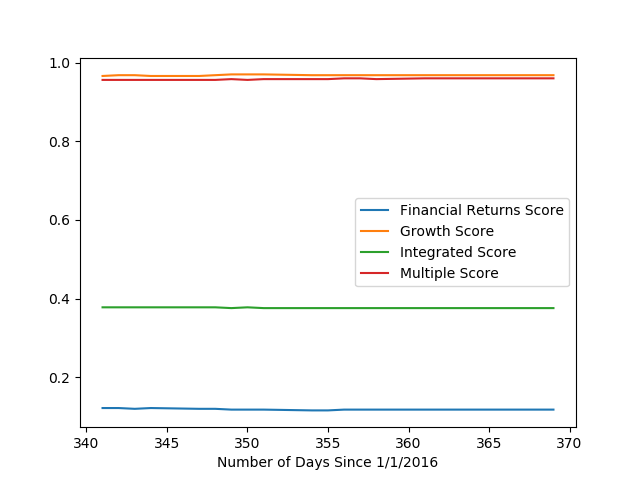 1.0
0.8
0.6
0.4
0.2
Financial Returns Score
Growth Score
Integrated Score
Multiple Score
340 345 350 355 360 365 370
Number of Days Since 1/1/2016